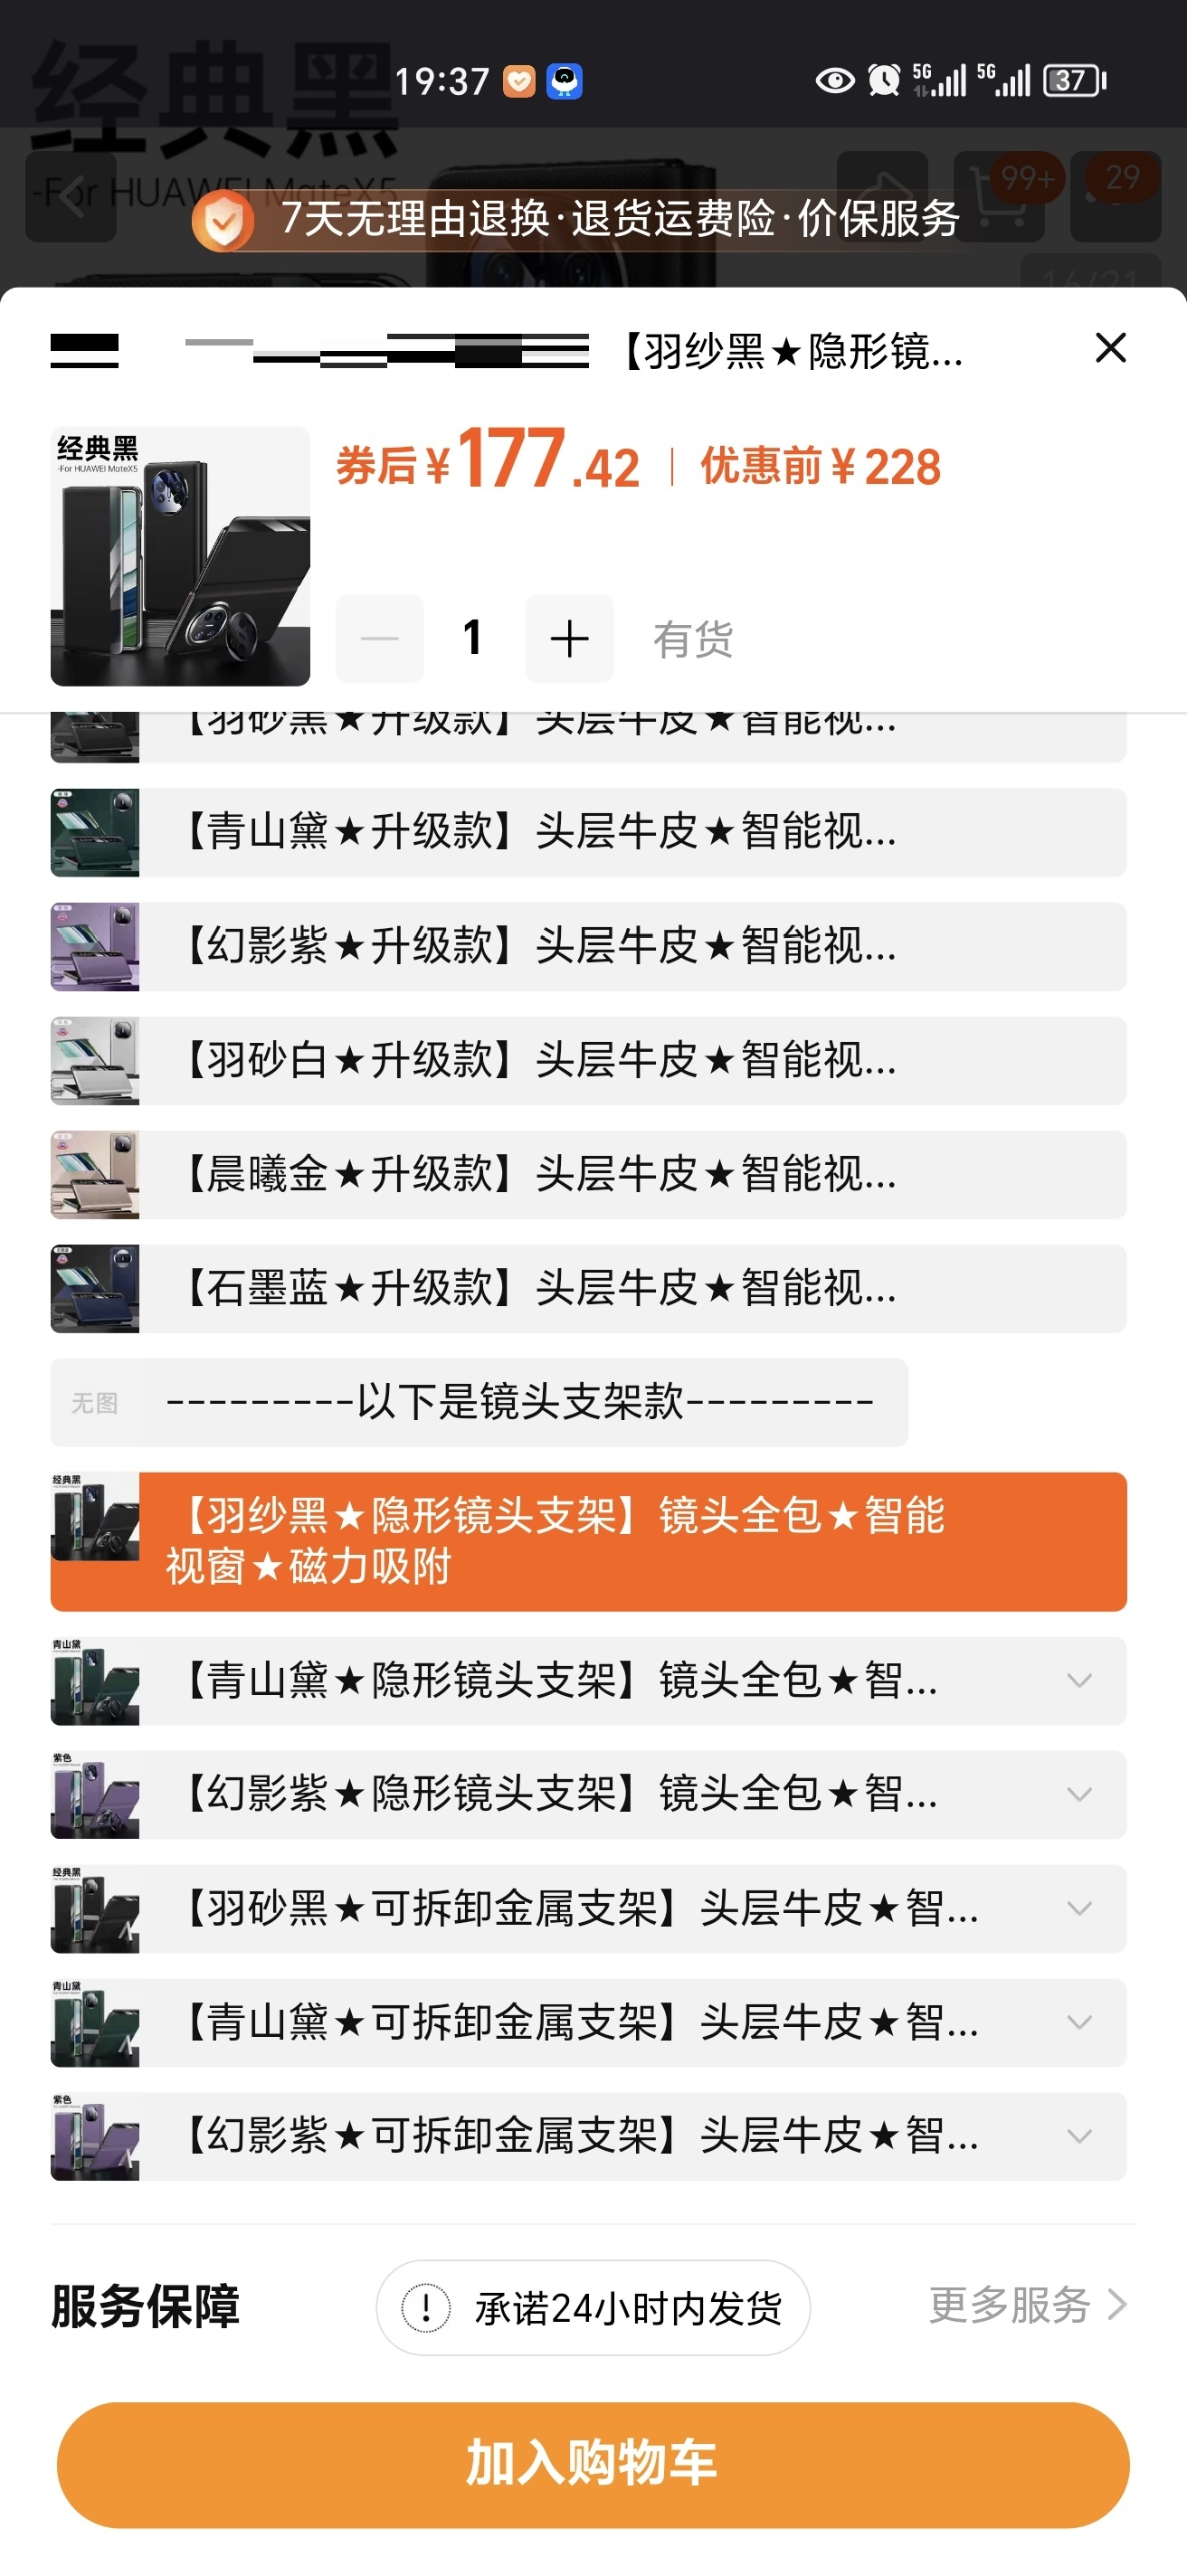 经典黑
19:37
5G
5G
37
-For HUAWEI MateX5
99+
29
7天无理由退换·退货运费险·价保服务
16/21
【羽纱黑★隐形镜...
经典黑
-For HUAWEI MateX5
券后¥177.42
优惠前¥228
1
有货
【羽砂黑★升级款】头层牛皮★智能视...
【青山黛★升级款】头层牛皮★智能视...
【幻影紫★升级款】头层牛皮★智能视...
【羽砂白★升级款】头层牛皮★智能视...
【晨曦金★升级款】头层牛皮★智能视...
【石墨蓝★升级款】头层牛皮★智能视...
无图
---------以下是镜头支架款---------
经典黑
【羽纱黑★隐形镜头支架】镜头全包★智能
视窗★磁力吸附
青山黛
【青山黛★隐形镜头支架】镜头全包★智...
紫色
【幻影紫★隐形镜头支架】镜头全包★智...
经典黑
【羽砂黑★可拆卸金属支架】头层牛皮★智...
青山黛
【青山黛★可拆卸金属支架】头层牛皮★智...
紫色
【幻影紫★可拆卸金属支架】头层牛皮★智...
服务保障
承诺24小时内发货
更多服务
加入购物车